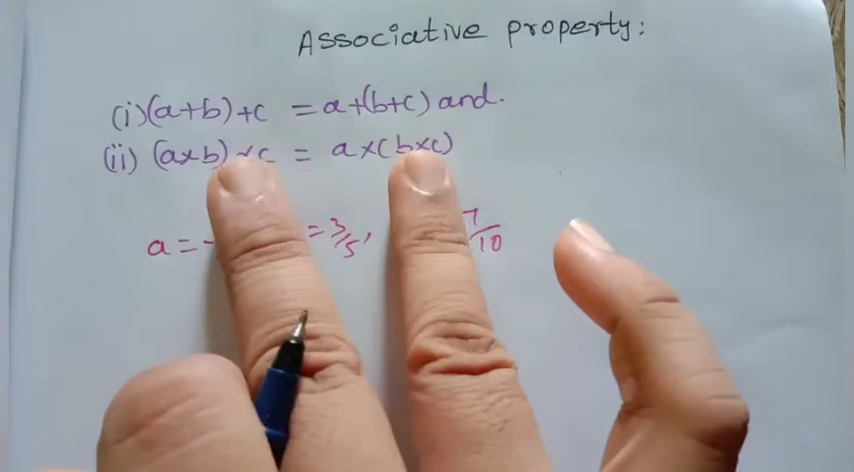 Associative property:
(i) (a+b)+c = a+(b+c) and.
(ii) (a×b)×c = a×(b×c)
a = = 3/5, 7/10